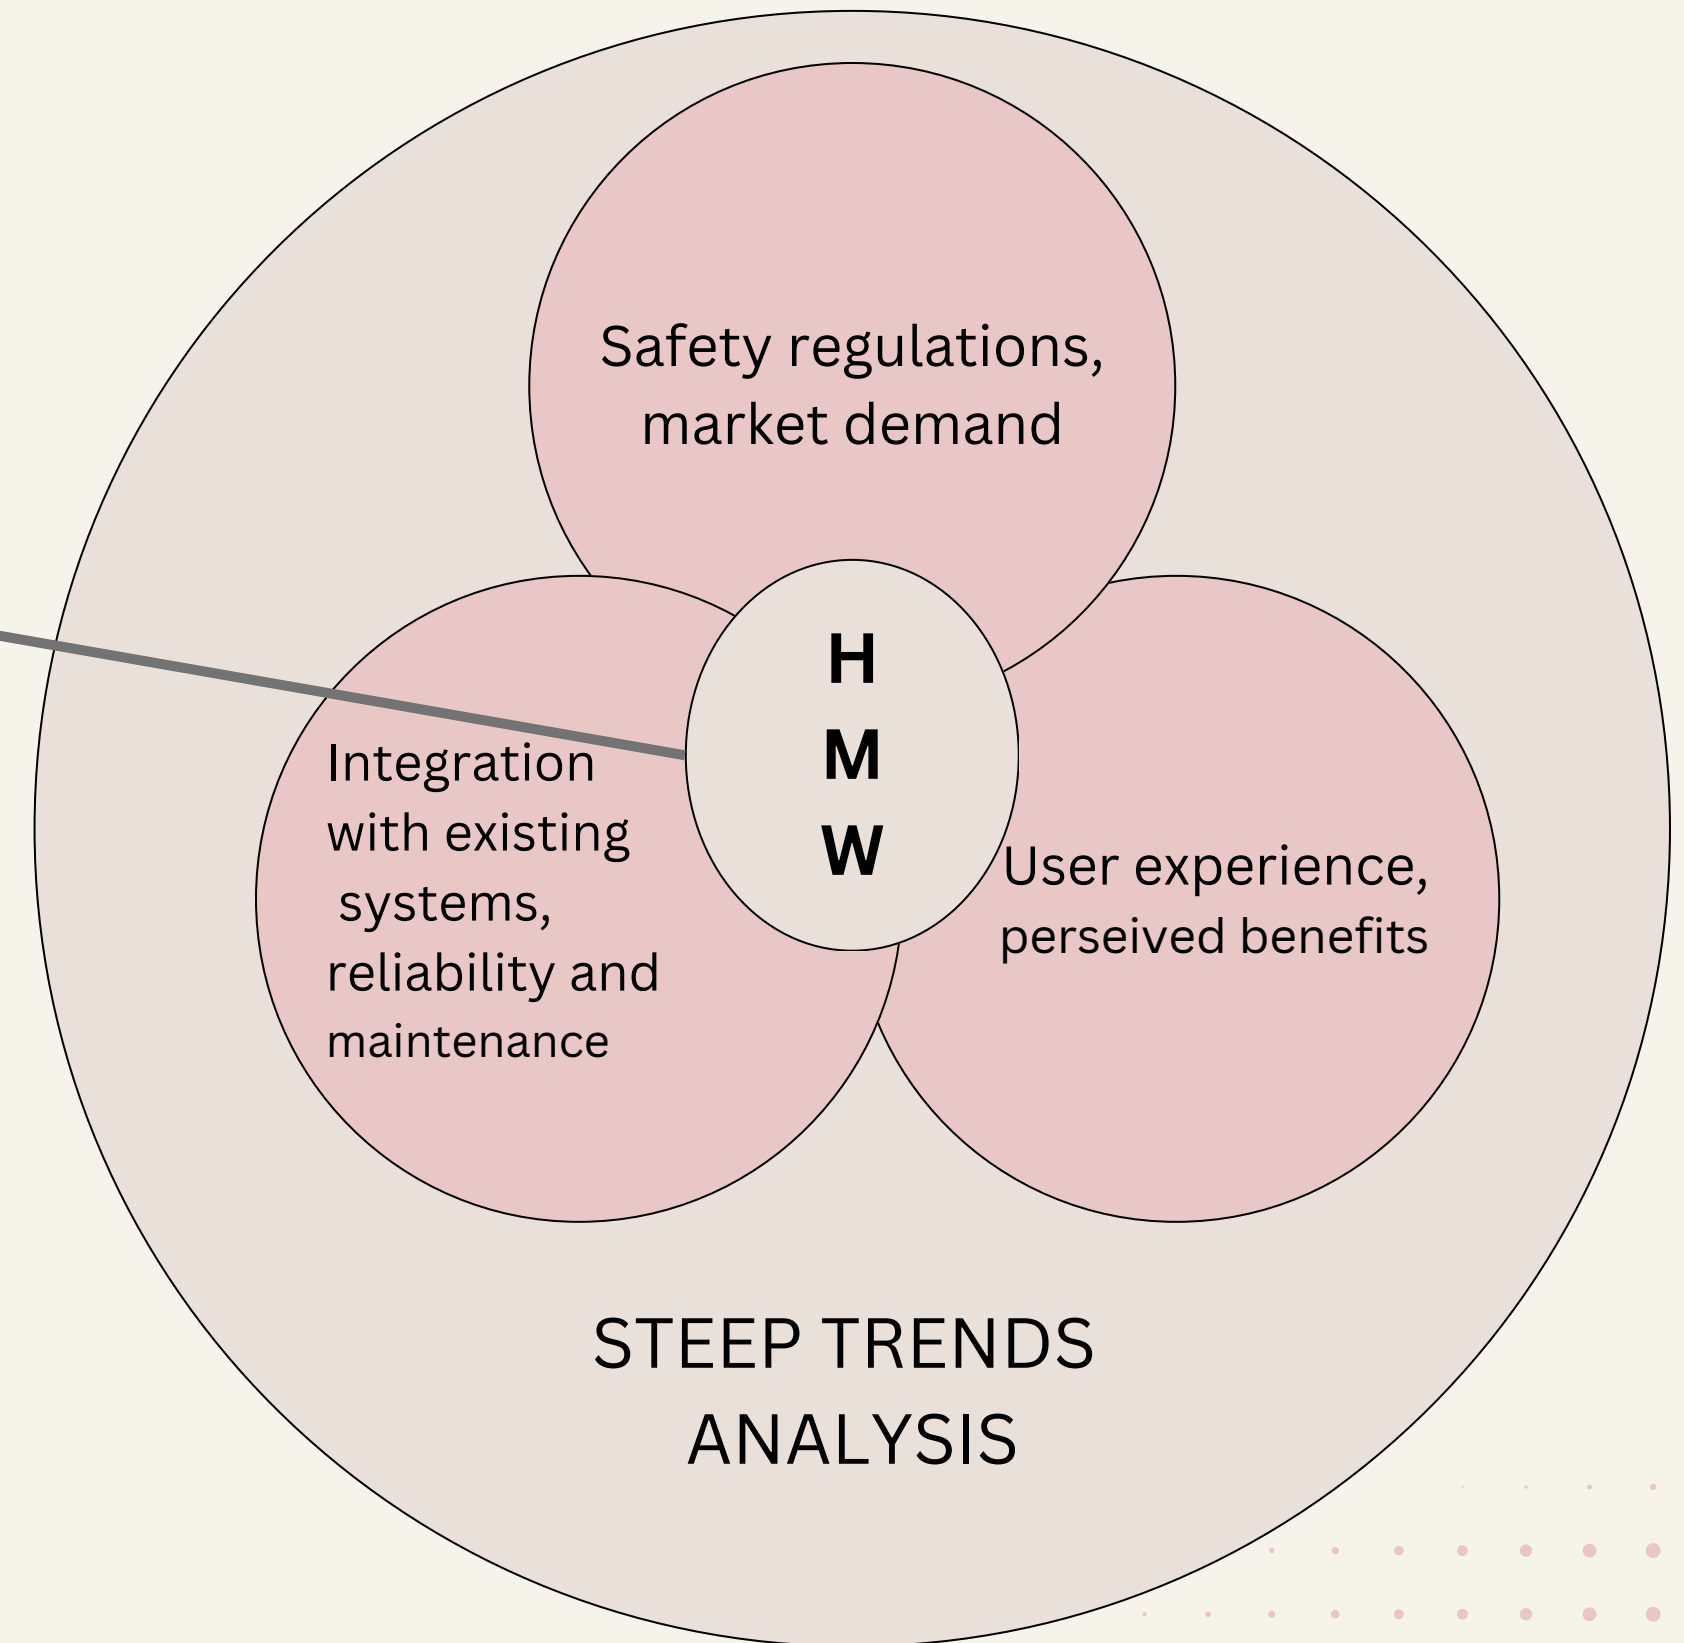 Safety regulations,
market demand
H
M
W
Integration
with existing
systems,
reliability and
maintenance
User experience,
perseived benefits
STEEP TRENDS
ANALYSIS